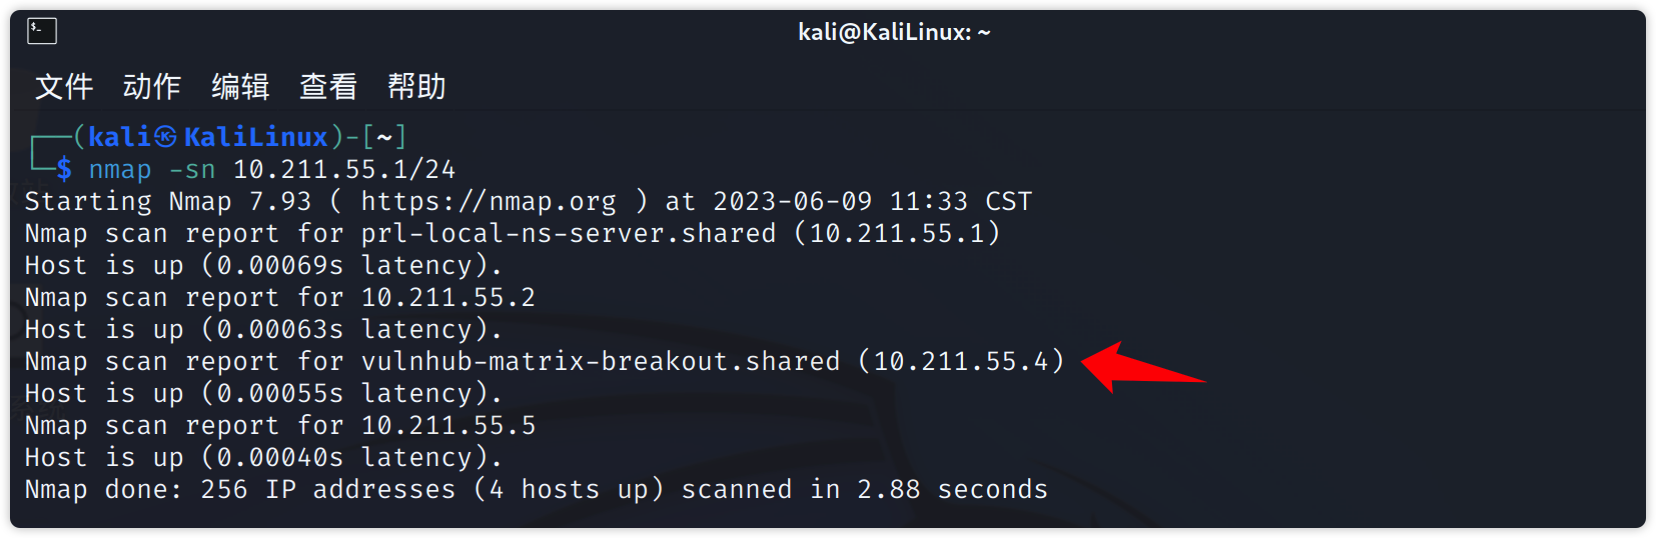 kali@KaliLinux: ~
文件 动作 编辑 查看 帮助
┌──(kali㉿KaliLinux)-[~]
└─$ nmap -sn 10.211.55.1/24
Starting Nmap 7.93 ( https://nmap.org ) at 2023-06-09 11:33 CST
Nmap scan report for prl-local-ns-server.shared (10.211.55.1)
Host is up (0.00069s latency).
Nmap scan report for 10.211.55.2
Host is up (0.00063s latency).
Nmap scan report for vulnhub-matrix-breakout.shared (10.211.55.4)
Host is up (0.00055s latency).
Nmap scan report for 10.211.55.5
Host is up (0.00040s latency).
Nmap done: 256 IP addresses (4 hosts up) scanned in 2.88 seconds